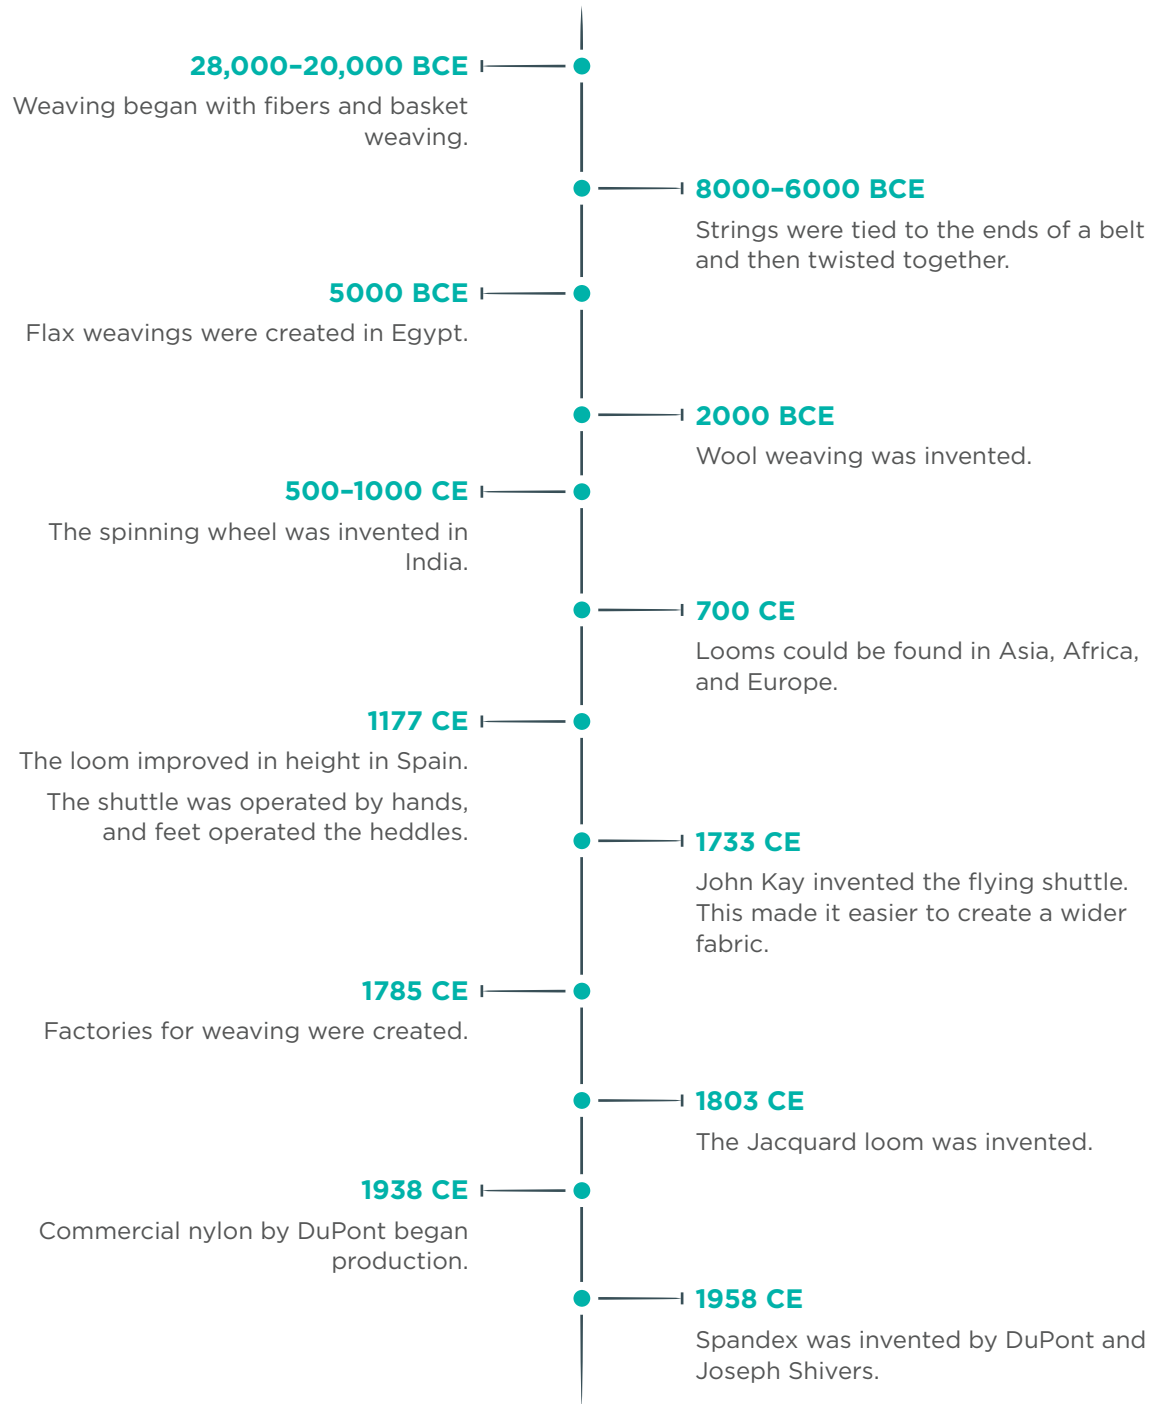 28,000–20,000 BCE
Weaving began with fibers and basket
weaving.
8000–6000 BCE
Strings were tied to the ends of a belt
and then twisted together.
5000 BCE
Flax weavings were created in Egypt.
2000 BCE
Wool weaving was invented.
500–1000 CE
The spinning wheel was invented in
India.
700 CE
Looms could be found in Asia, Africa,
and Europe.
1177 CE
The loom improved in height in Spain.
The shuttle was operated by hands,
and feet operated the heddles.
1733 CE
John Kay invented the flying shuttle.
This made it easier to create a wider
fabric.
1785 CE
Factories for weaving were created.
1803 CE
The Jacquard loom was invented.
1938 CE
Commercial nylon by DuPont began
production.
1958 CE
Spandex was invented by DuPont and
Joseph Shivers.